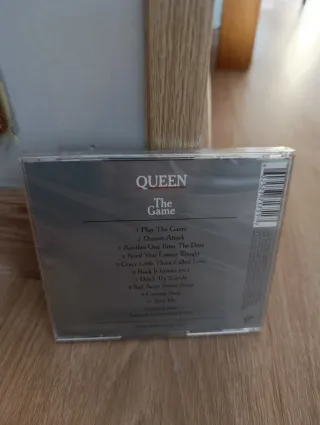 QUEEN
The
Game
1 Play The Game
2 Dragon Attack
3 Another One Bites The Dust
4 Need Your Loving Tonight
5 Crazy Little Thing Called Love
6 Rock It (prime jive)
7 Don't Try Suicide
8 Sail Away Sweet Sister
9 Coming Soon
10 Save Me